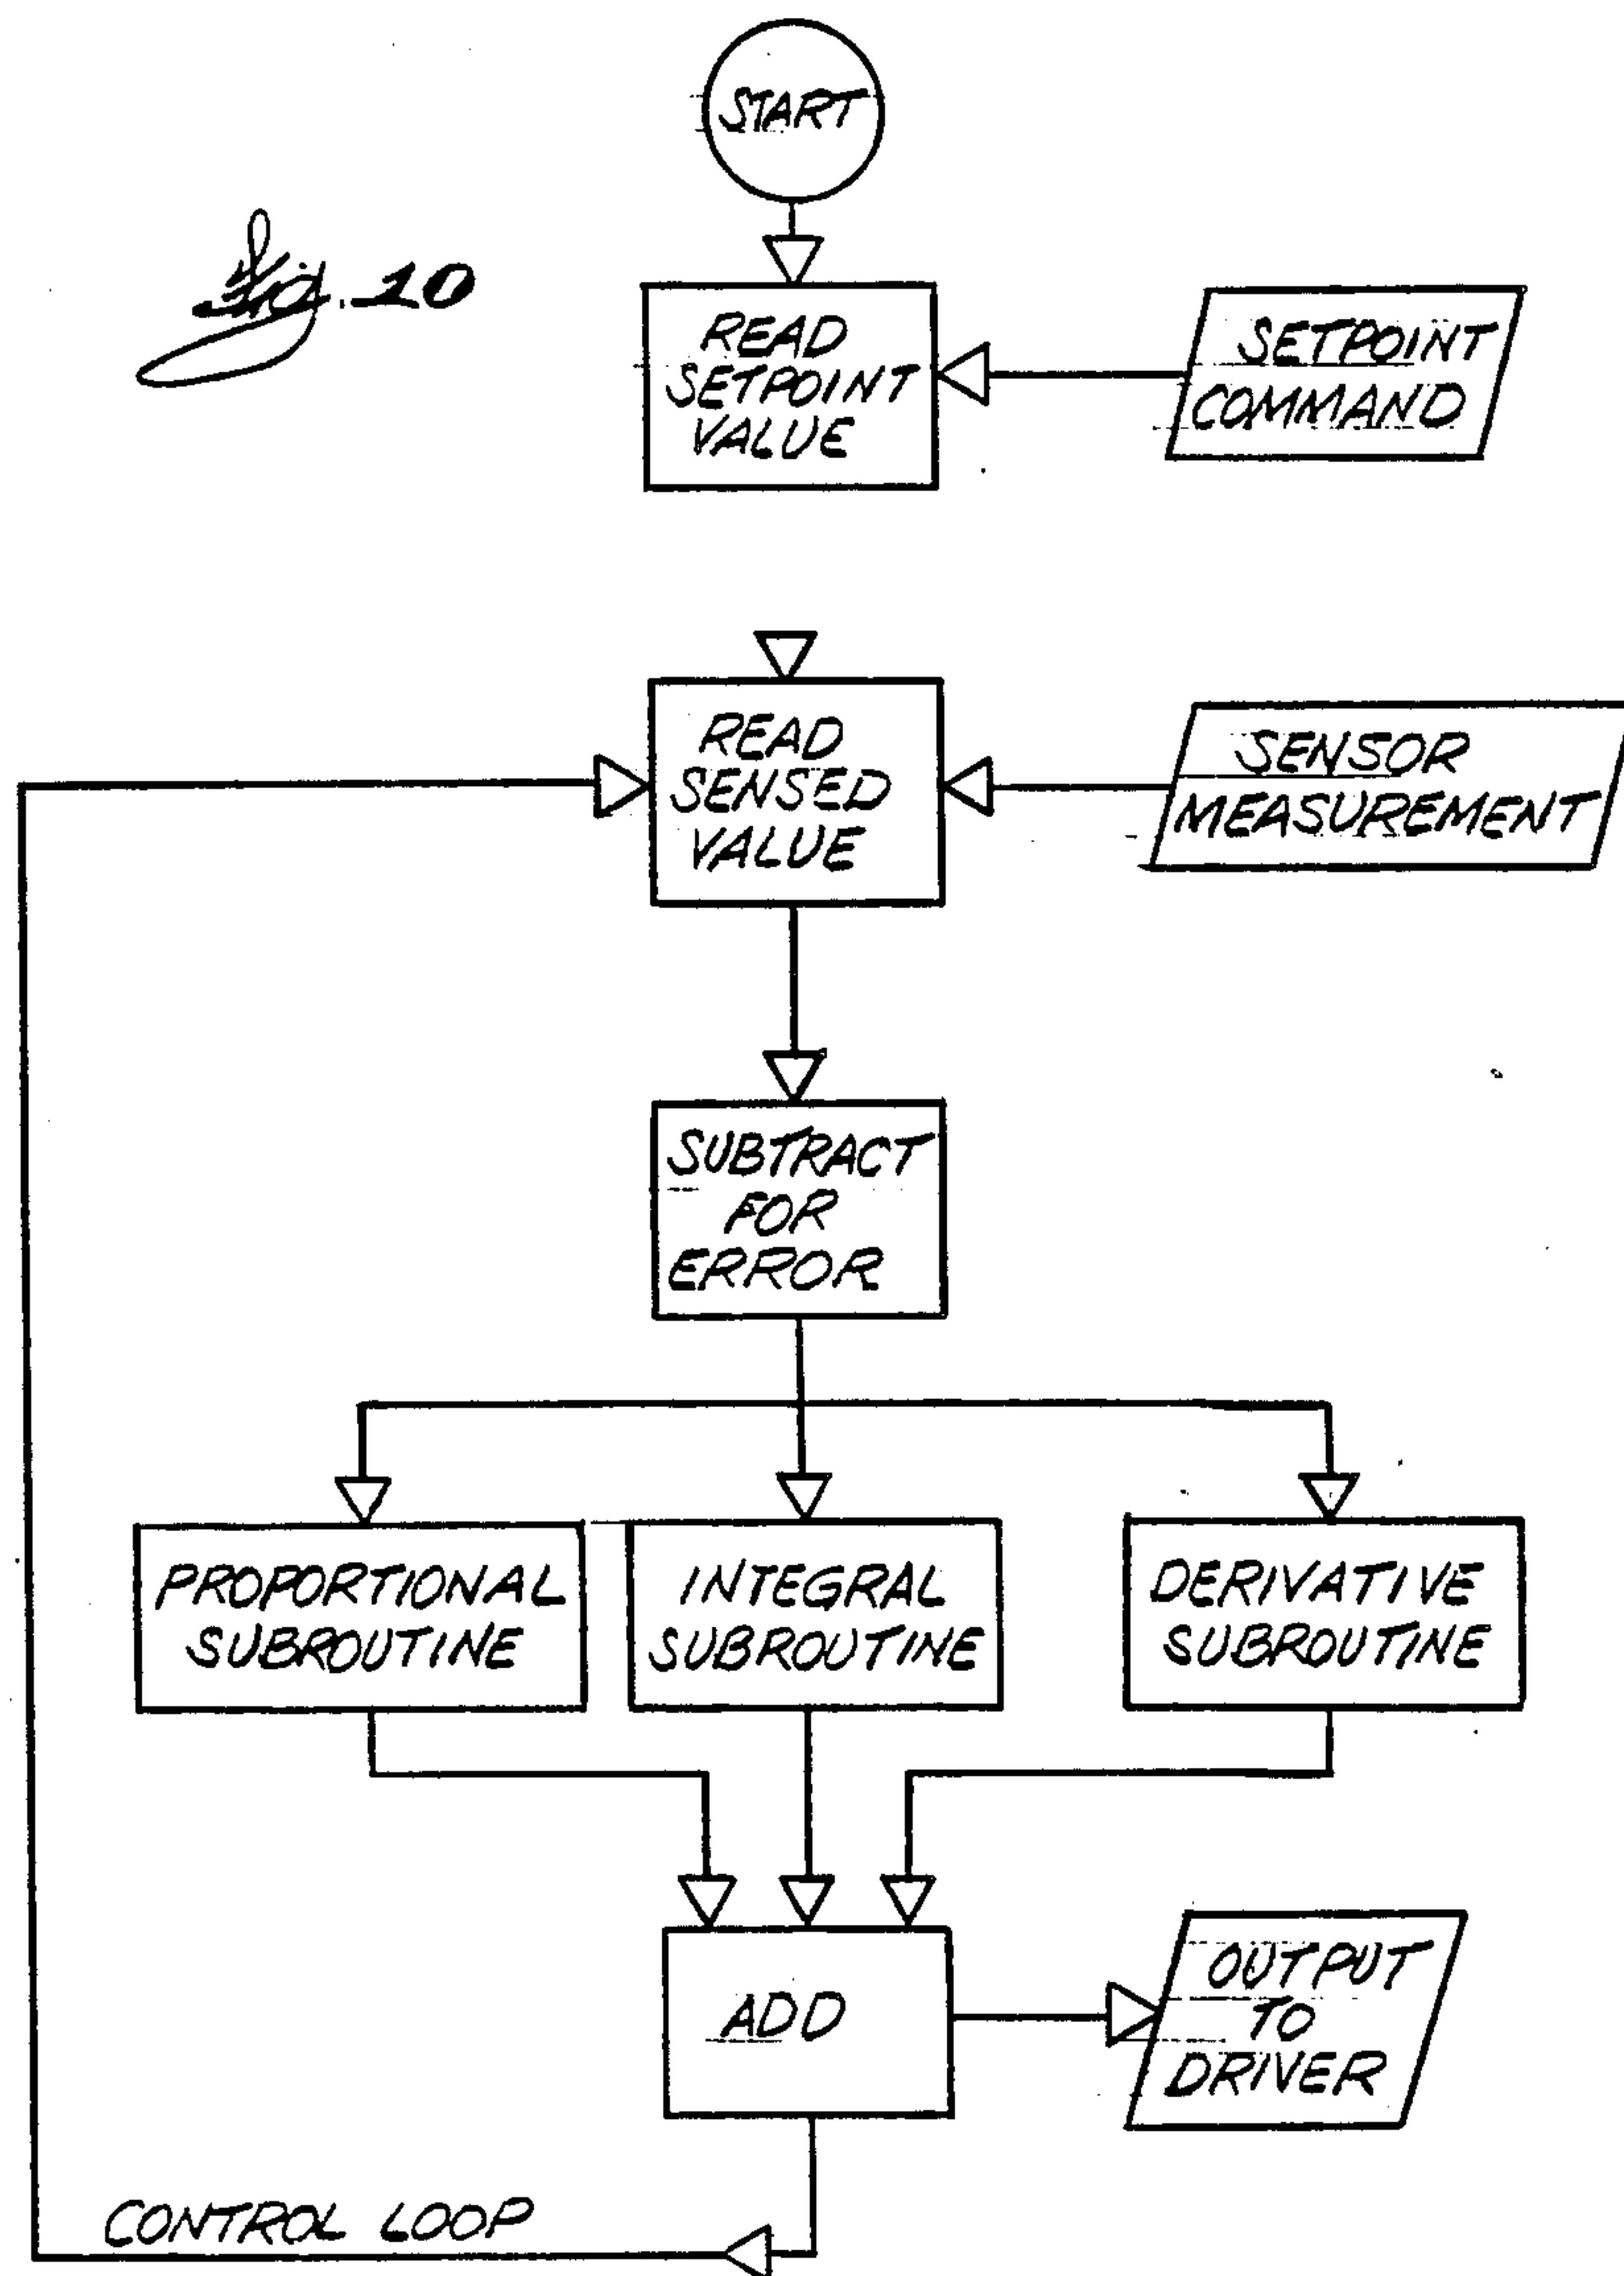 START
Fig. 10
READ
SETPOINT
VALUE
SETPOINT
COMMAND
READ
SENSED
VALUE
SENSOR
MEASUREMENT
SUBTRACT
FOR
ERROR
PROPORTIONAL
SUBROUTINE
INTEGRAL
SUBROUTINE
DERIVATIVE
SUBROUTINE
ADD
OUTPUT
TO
DRIVER
CONTROL LOOP